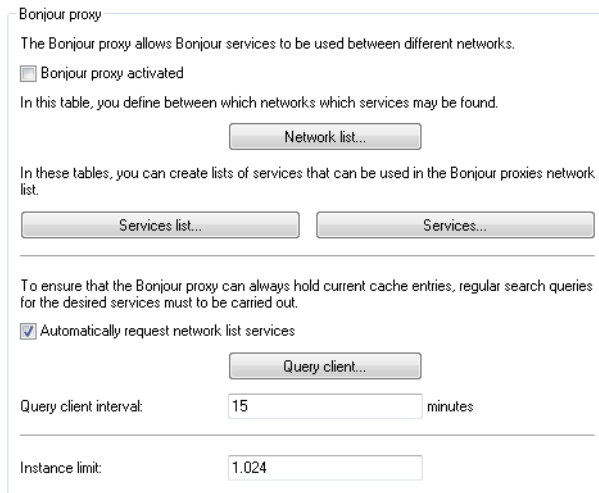 Bonjour proxy
The Bonjour proxy allows Bonjour services to be used between different networks.
Bonjour proxy activated
In this table, you define between which networks which services may be found.
Network list...
In these tables, you can create lists of services that can be used in the Bonjour proxies network
list.
Services list... Services...
To ensure that the Bonjour proxy can always hold current cache entries, regular search queries
for the desired services must to be carried out.
Automatically request network list services
Query client...
Query client interval: 15 minutes
Instance limit: 1.024